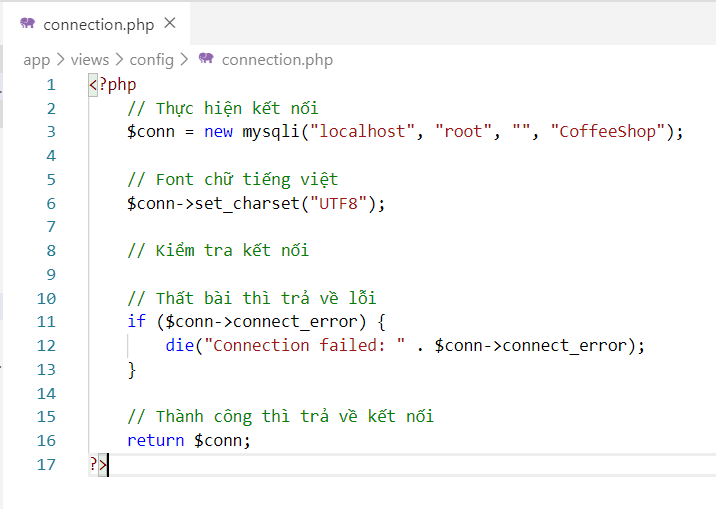 connection.php ×
app > views > config > connection.php
1 <?php
2 // Thực hiện kết nối
3 $conn = new mysqli("localhost", "root", "", "CoffeeShop");
4
5 // Font chữ tiếng việt
6 $conn->set_charset("UTF8");
7
8 // Kiểm tra kết nối
9
10 // Thất bại thì trả về lỗi
11 if ($conn->connect_error) {
12 die("Connection failed: " . $conn->connect_error);
13 }
14
15 // Thành công thì trả về kết nối
16 return $conn;
17 ?>